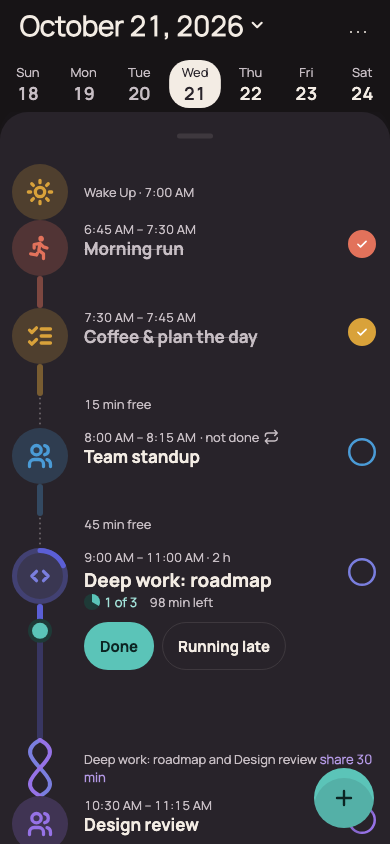 October 21, 2026
...
Sun Mon Tue Wed Thu Fri Sat
18 19 20 21 22 23 24
Wake Up · 7:00 AM
6:45 AM – 7:30 AM
Morning run
7:30 AM – 7:45 AM
Coffee & plan the day
15 min free
8:00 AM – 8:15 AM · not done
Team standup
45 min free
9:00 AM – 11:00 AM · 2 h
Deep work: roadmap
1 of 3 98 min left
Done Running late
Deep work: roadmap and Design review share 30
min
10:30 AM – 11:15 AM
Design review